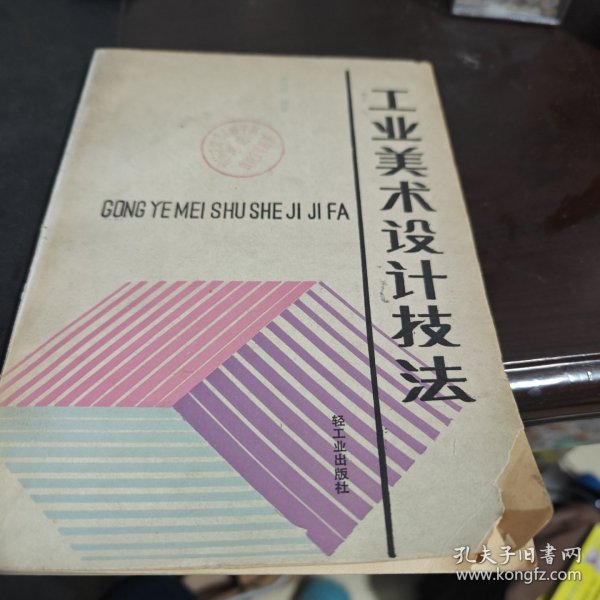 工业美术设计技法
GONG YE MEI SHU SHE JI JI FA
轻工业出版社
孔夫子旧书网
www.kongfz.com